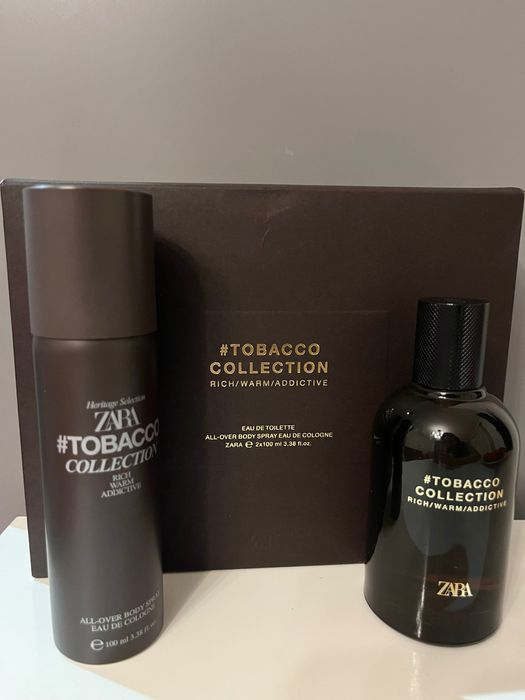 #TOBACCO
COLLECTION
RICH/WARM/ADDICTIVE
EAU DE TOILETTE
ALL-OVER BODY SPRAY EAU DE COLOGNE
ZARA ℮ 2x100 ml 3.38 fl.oz.
ZARA
Heritage Selection
ZARA
#TOBACCO
COLLECTION
RICH
WARM
ADDICTIVE
ALL-OVER BODY SPRAY
EAU DE COLOGNE
℮ 100 ml 3.38 fl.oz.
#TOBACCO
COLLECTION
RICH/WARM/ADDICTIVE
ZARA